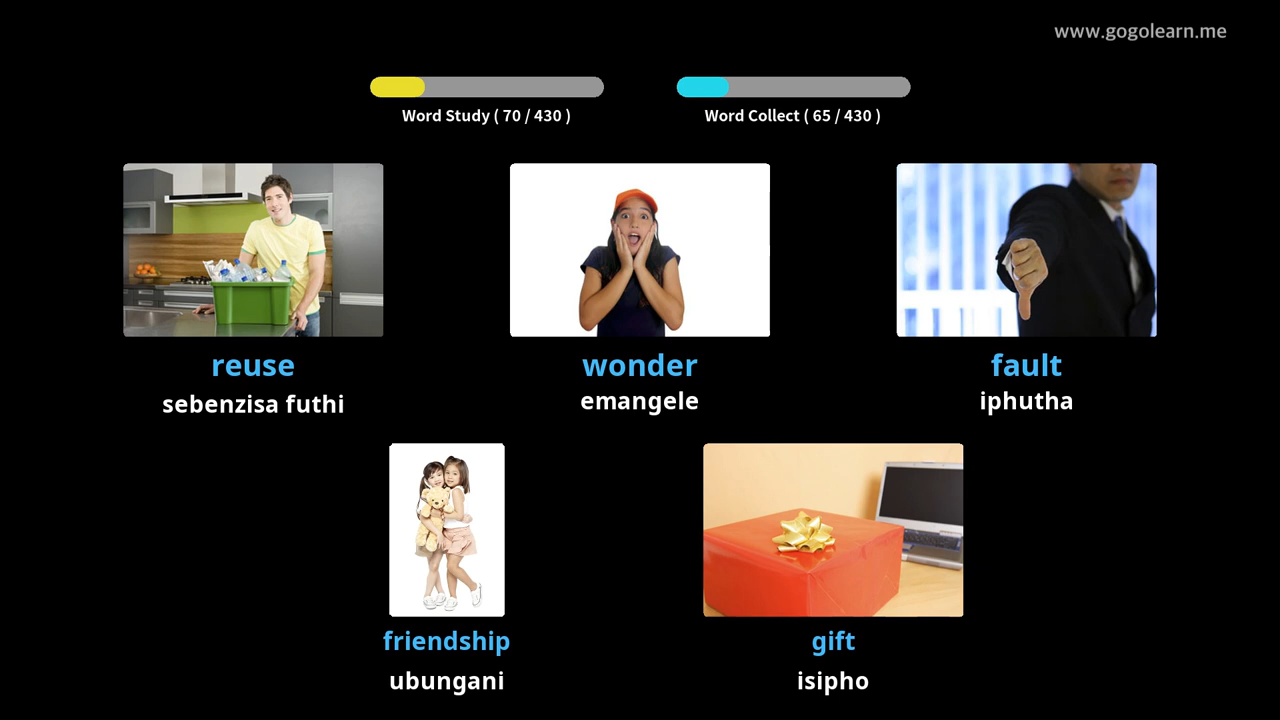 www.gogolearn.me
Word Study ( 70 / 430 )
Word Collect ( 65 / 430 )
reuse
sebenzisa futhi
wonder
emangele
fault
iphutha
friendship
ubungani
gift
isipho